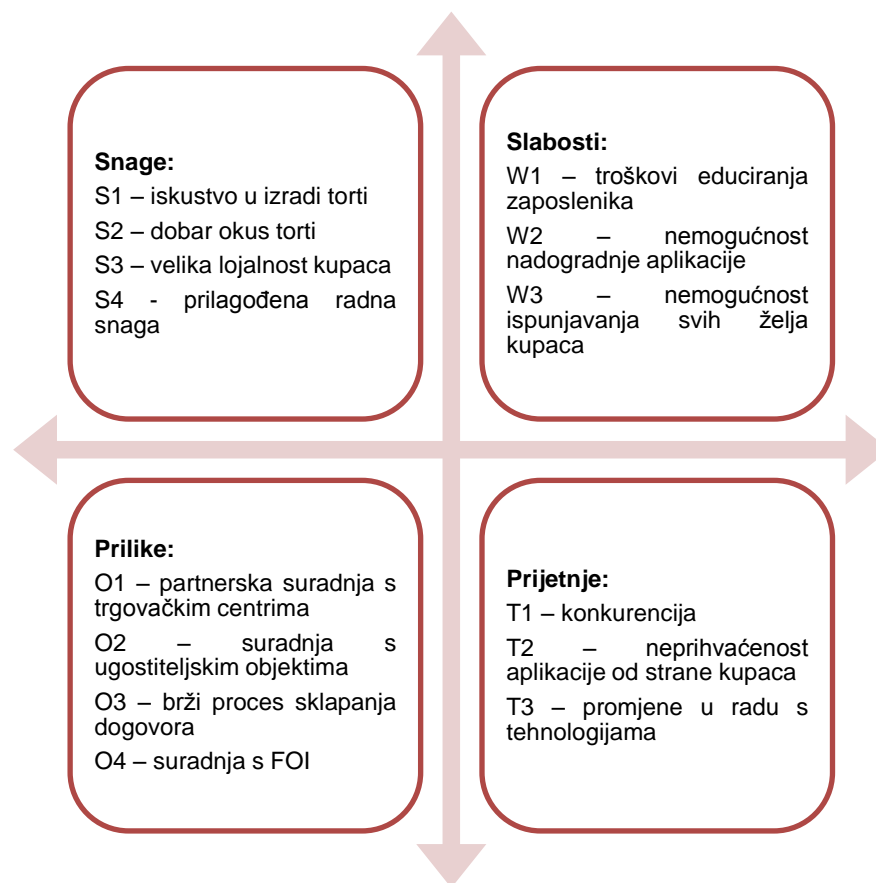 Snage:
S1 – iskustvo u izradi torti
S2 – dobar okus torti
S3 – velika lojalnost kupaca
S4 - prilagođena radna
snaga
Slabosti:
W1 – troškovi educiranja
zaposlenika
W2 – nemogućnost
nadogradnje aplikacije
W3 – nemogućnost
ispunjavanja svih želja
kupaca
Prilike:
O1 – partnerska suradnja s
trgovačkim centrima
O2 – suradnja s
ugostiteljskim objektima
O3 – brži proces sklapanja
dogovora
O4 – suradnja s FOI
Prijetnje:
T1 – konkurencija
T2 – neprihvaćenost
aplikacije od strane kupaca
T3 – promjene u radu s
tehnologijama